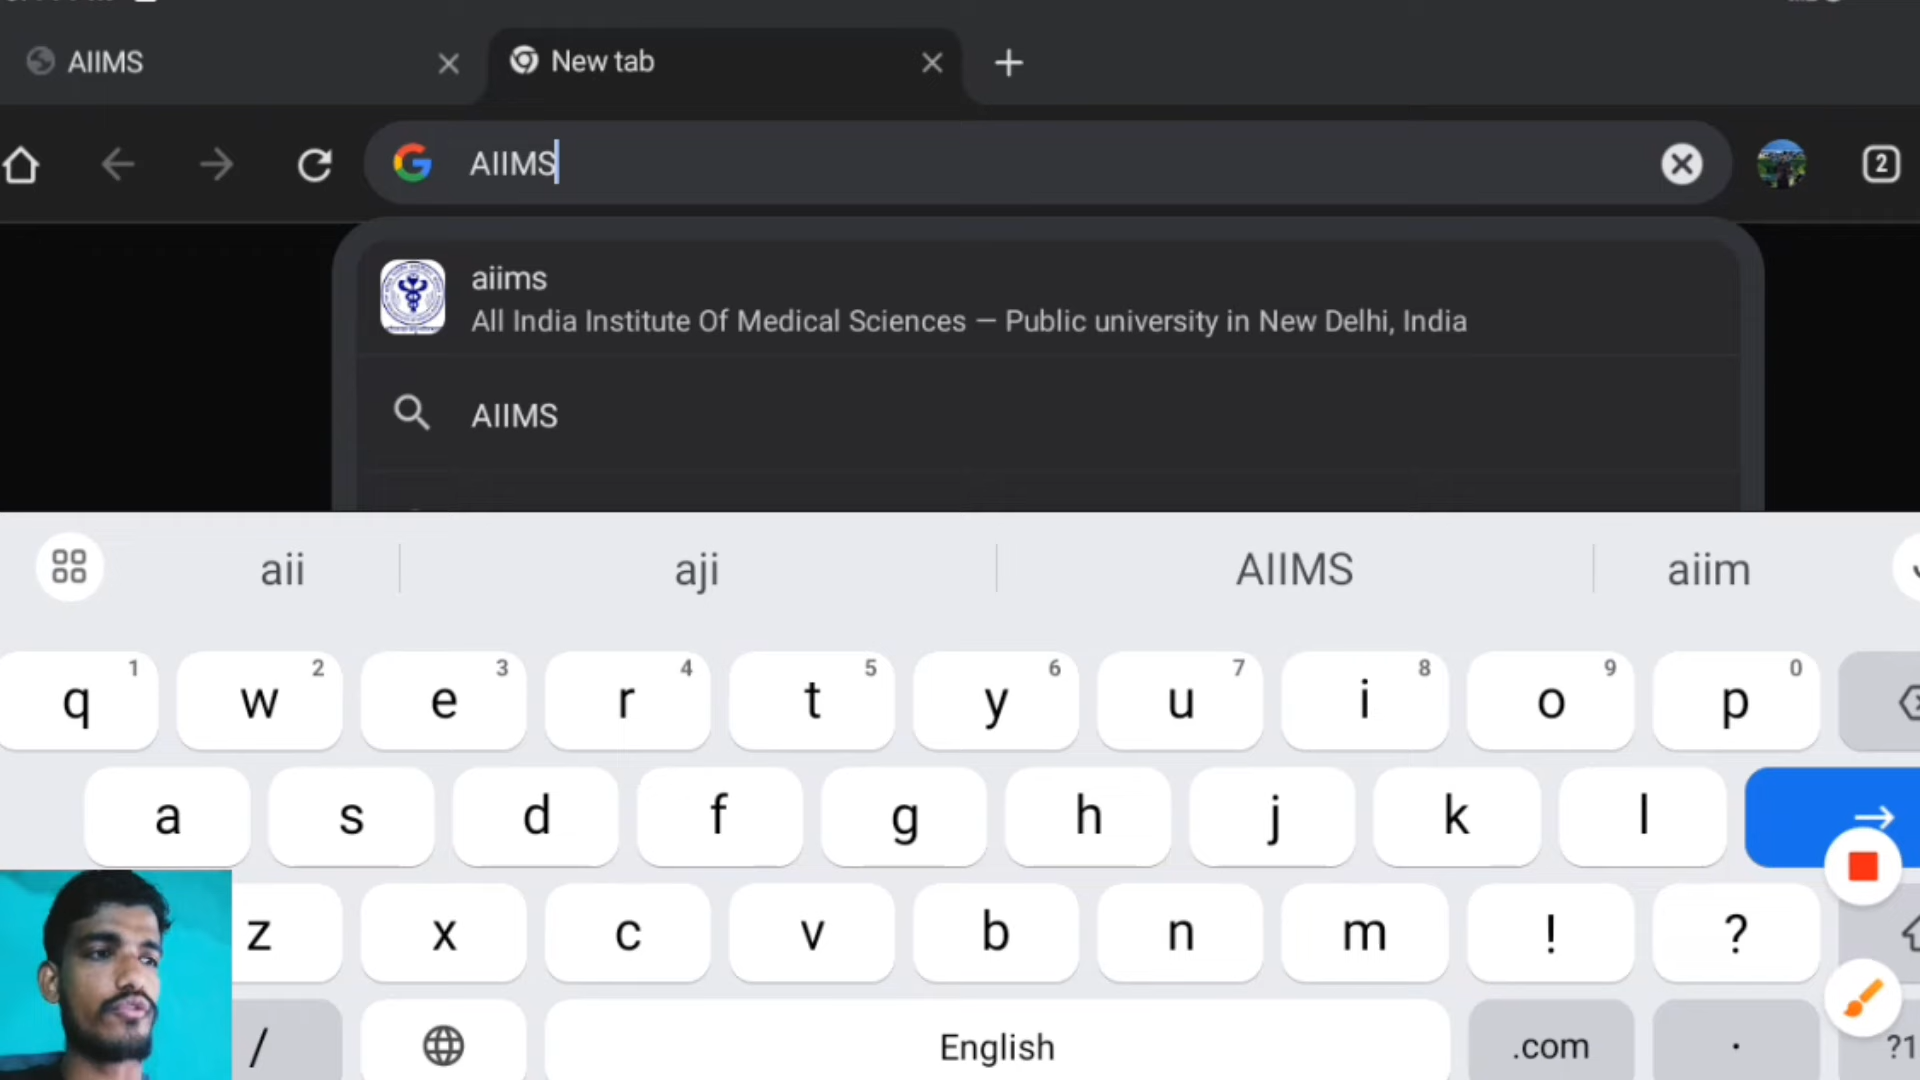 AIIMS
New tab
AIIMS
2
aiims
All India Institute Of Medical Sciences — Public university in New Delhi, India
AIIMS
aii aji AIIMS aiim
q 1 w 2 e 3 r 4 t 5 y 6 u 7 i 8 o 9 p 0
a s d f g h j k l
z x c v b n m ! ?
/ English .com · ?1